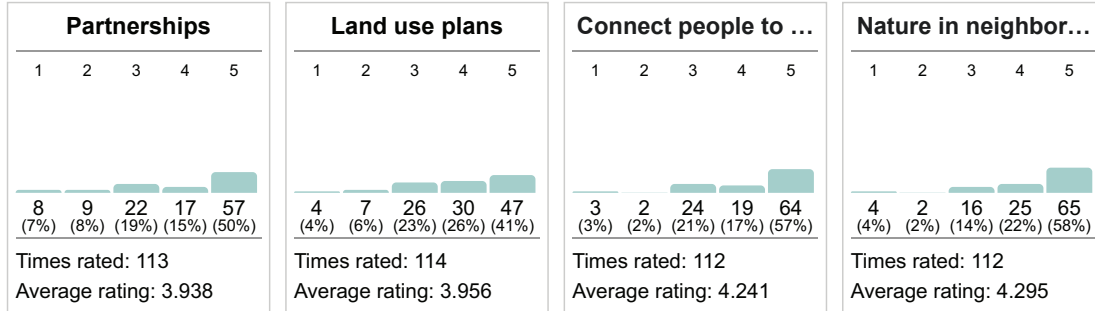 Partnerships
1 2 3 4 5
8 9 22 17 57
(7%) (8%) (19%) (15%) (50%)
Times rated: 113
Average rating: 3.938
Land use plans
1 2 3 4 5
4 7 26 30 47
(4%) (6%) (23%) (26%) (41%)
Times rated: 114
Average rating: 3.956
Connect people to …
1 2 3 4 5
3 2 24 19 64
(3%) (2%) (21%) (17%) (57%)
Times rated: 112
Average rating: 4.241
Nature in neighbor…
1 2 3 4 5
4 2 16 25 65
(4%) (2%) (14%) (22%) (58%)
Times rated: 112
Average rating: 4.295